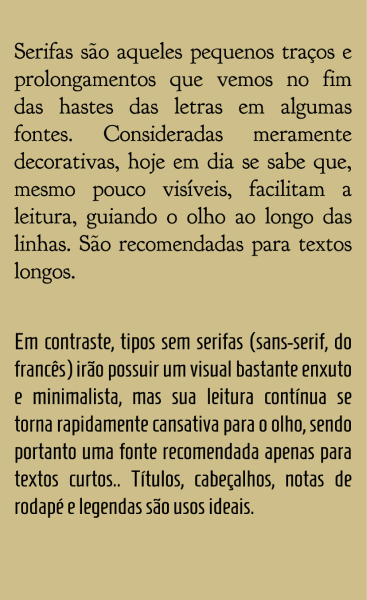 Serifas são aqueles pequenos traços e
prolongamentos que vemos no fim
das hastes das letras em algumas
fontes. Consideradas meramente
decorativas, hoje em dia se sabe que,
mesmo pouco visíveis, facilitam a
leitura, guiando o olho ao longo das
linhas. São recomendadas para textos
longos.
Em contraste, tipos sem serifas (sans-serif, do
francês) irão possuir um visual bastante enxuto
e minimalista, mas sua leitura contínua se
torna rapidamente cansativa para o olho, sendo
portanto uma fonte recomendada apenas para
textos curtos.. Títulos, cabeçalhos, notas de
rodapé e legendas são usos ideais.